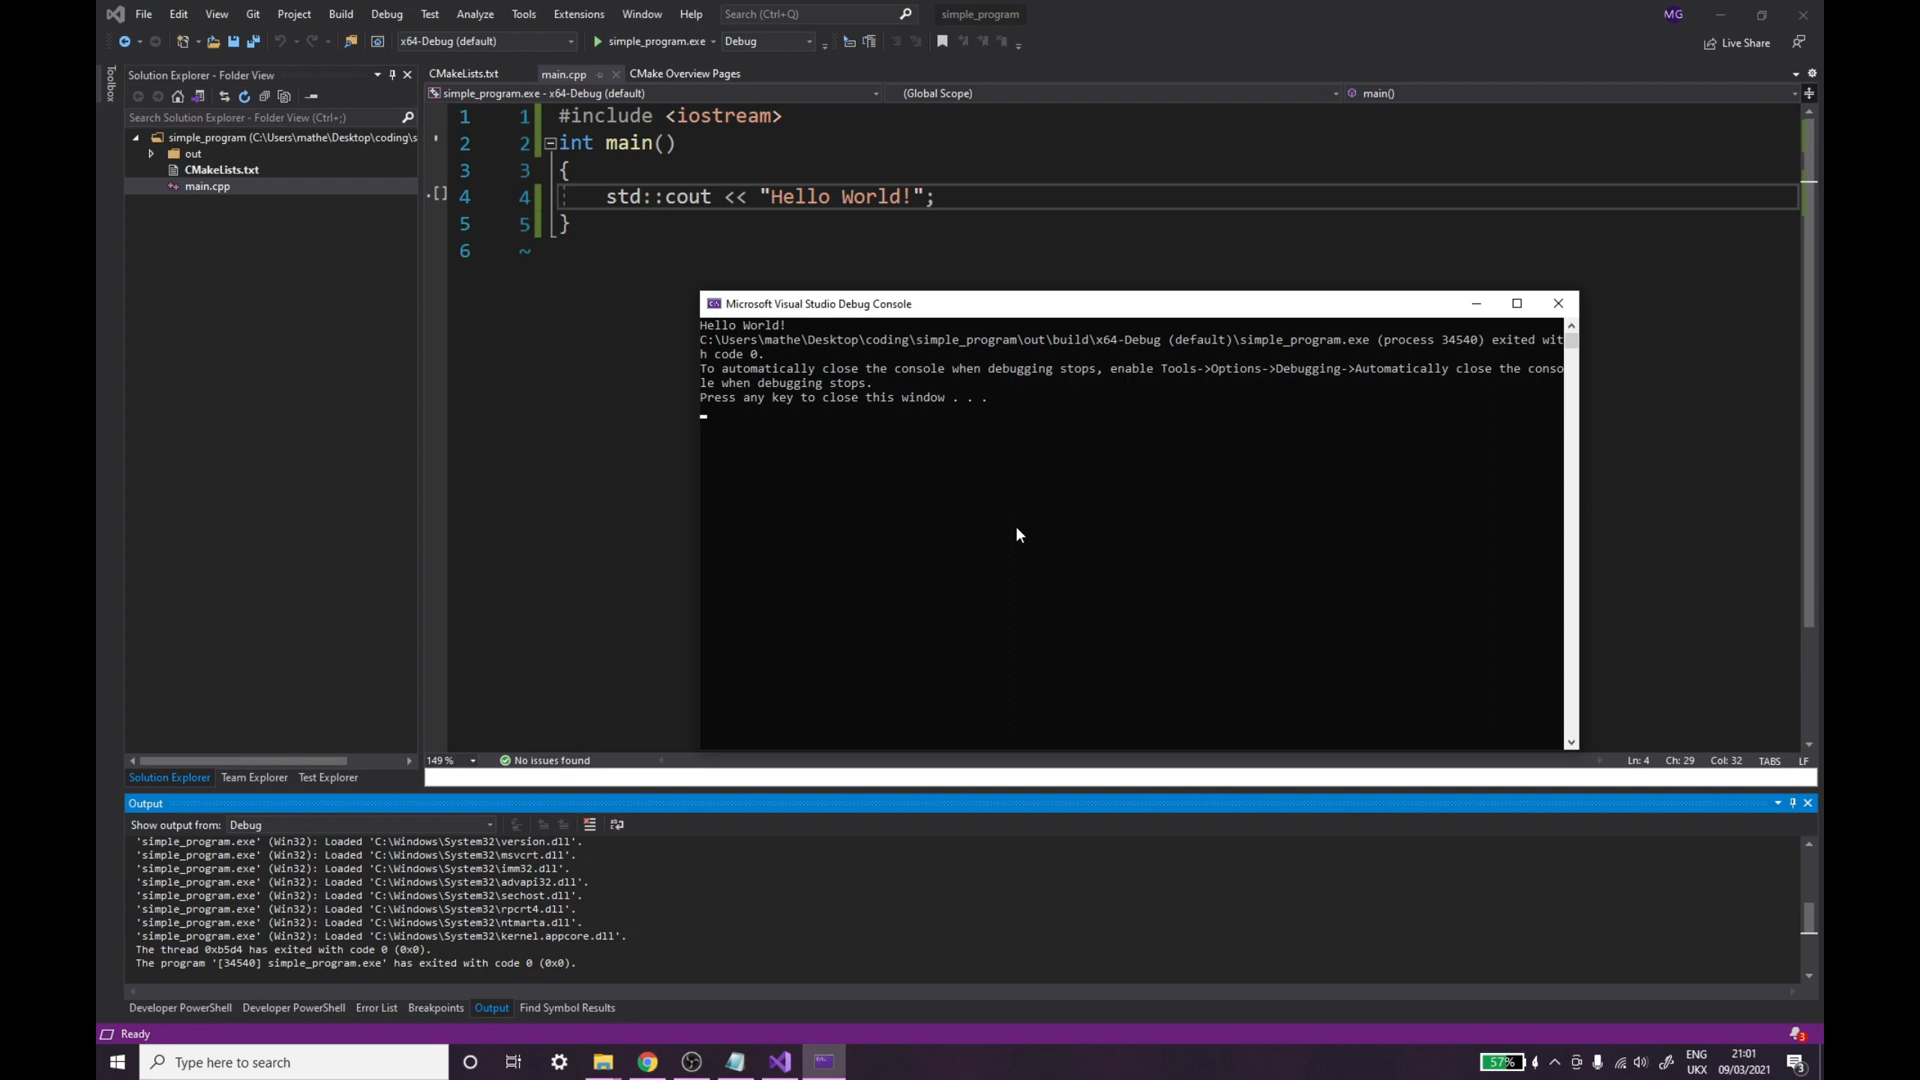 File Edit View Git Project Build Debug Test Analyze Tools Extensions Window Help Search (Ctrl+Q) simple_program MG
x64-Debug (default) simple_program.exe Debug Live Share
Toolbox
Solution Explorer - Folder View
Search Solution Explorer - Folder View (Ctrl+;)
simple_program (C:\Users\mathe\Desktop\coding\s
out
CMakeLists.txt
main.cpp
CMakeLists.txt main.cpp CMake Overview Pages
simple_program.exe - x64-Debug (default) (Global Scope) main()
1 1 #include <iostream>
2 2 int main()
3 3 {
4 4 std::cout << "Hello World!";
5 5 }
6 ~
Microsoft Visual Studio Debug Console
Hello World!
C:\Users\mathe\Desktop\coding\simple_program\out\build\x64-Debug (default)\simple_program.exe (process 34540) exited wit
h code 0.
To automatically close the console when debugging stops, enable Tools->Options->Debugging->Automatically close the conso
le when debugging stops.
Press any key to close this window . . .
149 % No issues found Ln: 4 Ch: 29 Col: 32 TABS LF
Solution Explorer Team Explorer Test Explorer
Output
Show output from: Debug
'simple_program.exe' (Win32): Loaded 'C:\Windows\System32\version.dll'.
'simple_program.exe' (Win32): Loaded 'C:\Windows\System32\msvcrt.dll'.
'simple_program.exe' (Win32): Loaded 'C:\Windows\System32\imm32.dll'.
'simple_program.exe' (Win32): Loaded 'C:\Windows\System32\advapi32.dll'.
'simple_program.exe' (Win32): Loaded 'C:\Windows\System32\sechost.dll'.
'simple_program.exe' (Win32): Loaded 'C:\Windows\System32\rpcrt4.dll'.
'simple_program.exe' (Win32): Loaded 'C:\Windows\System32\ntmarta.dll'.
'simple_program.exe' (Win32): Loaded 'C:\Windows\System32\kernel.appcore.dll'.
The thread 0xb5d4 has exited with code 0 (0x0).
The program '[34540] simple_program.exe' has exited with code 0 (0x0).
Developer PowerShell Developer PowerShell Error List Breakpoints Output Find Symbol Results
Ready 3
Type here to search 57% ENG 21:01
UKX 09/03/2021 3